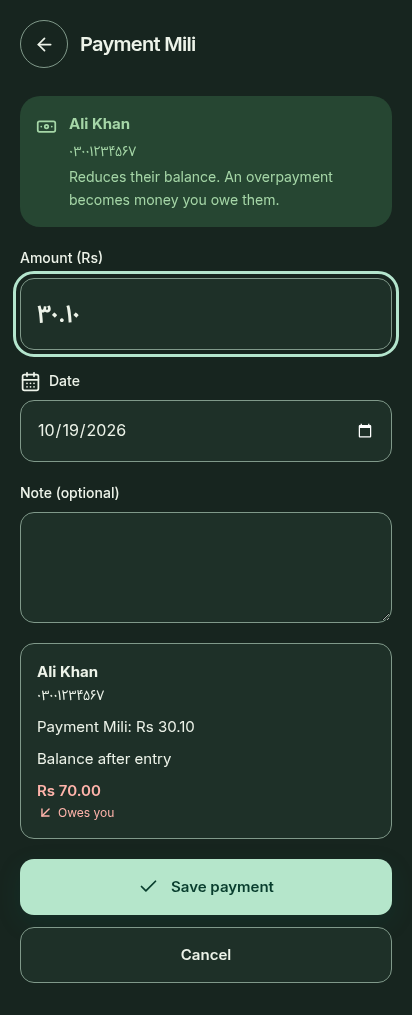 Payment Mili
Ali Khan
۰۳۰۰۱۲۳۴۵۶۷
Reduces their balance. An overpayment
becomes money you owe them.
Amount (Rs)
۳۰.۱۰
Date
10/19/2026
Note (optional)
Ali Khan
۰۳۰۰۱۲۳۴۵۶۷
Payment Mili: Rs 30.10
Balance after entry
Rs 70.00
Owes you
Save payment
Cancel